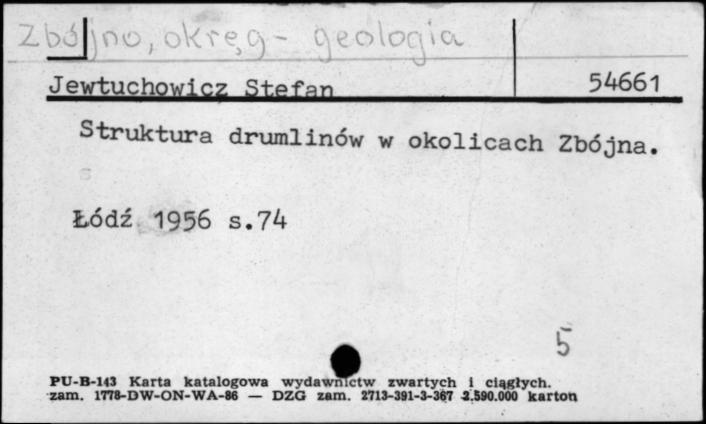 Zbójno, okręg - geologia
Jewtuchowicz Stefan 54661
Struktura drumlinów w okolicach Zbójna.
Łódź 1956 s.74
5
PU-B-143 Karta katalogowa wydawnictw zwartych i ciągłych.
zam. 1778-DW-ON-WA-86 — DZG zam. 2713-391-3-367 2.590.000 karton